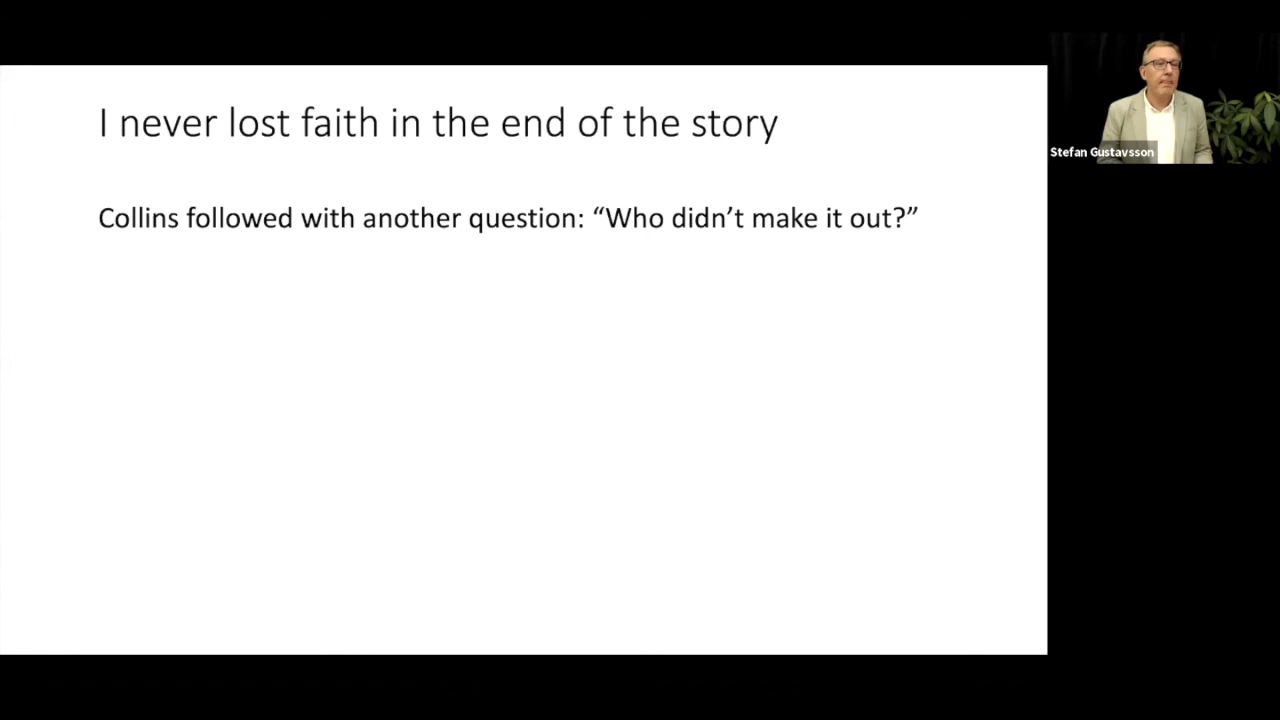 I never lost faith in the end of the story
Collins followed with another question: “Who didn’t make it out?”
Stefan Gustavsson